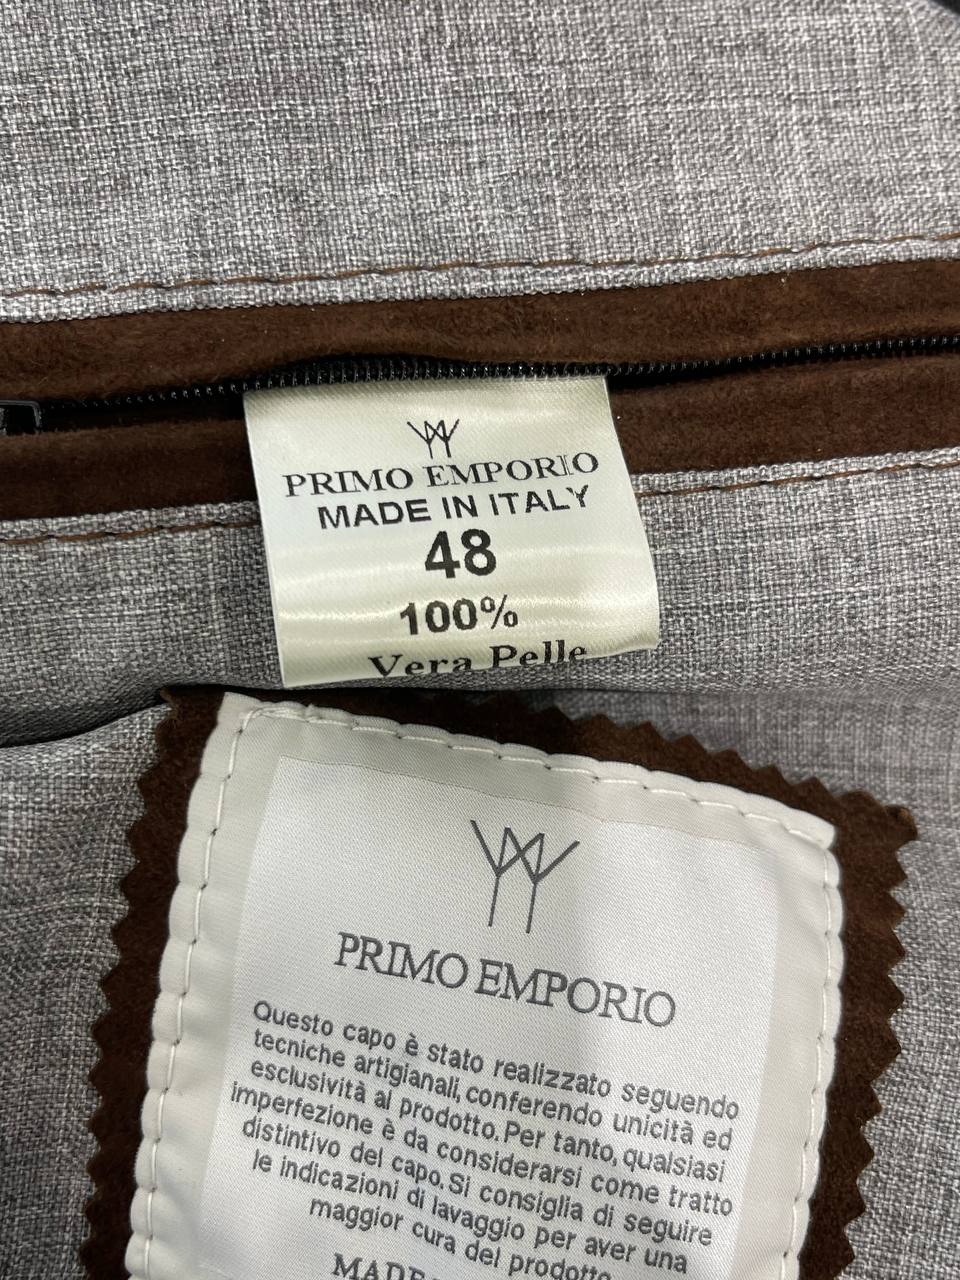 PRIMO EMPORIO
MADE IN ITALY
48
100%
Vera Pelle
PRIMO EMPORIO
Questo capo è stato realizzato seguendo
tecniche artigianali, conferendo unicità ed
esclusività al prodotto. Per tanto, qualsiasi
imperfezione è da considerarsi come tratto
distintivo del capo. Si consiglia di seguire
le indicazioni di lavaggio per aver una
maggior cura del prodotto
MADE